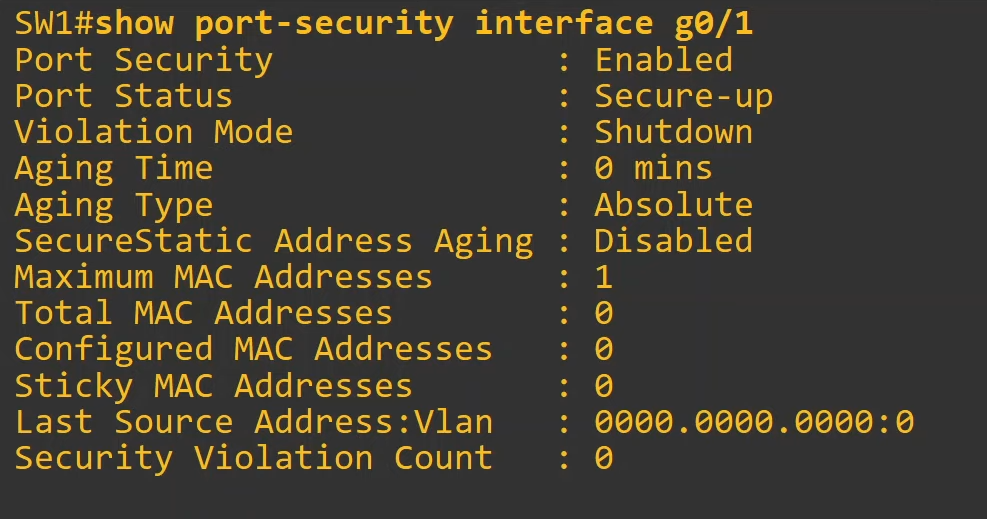 SW1#show port-security interface g0/1
Port Security : Enabled
Port Status : Secure-up
Violation Mode : Shutdown
Aging Time : 0 mins
Aging Type : Absolute
SecureStatic Address Aging : Disabled
Maximum MAC Addresses : 1
Total MAC Addresses : 0
Configured MAC Addresses : 0
Sticky MAC Addresses : 0
Last Source Address:Vlan : 0000.0000.0000:0
Security Violation Count : 0